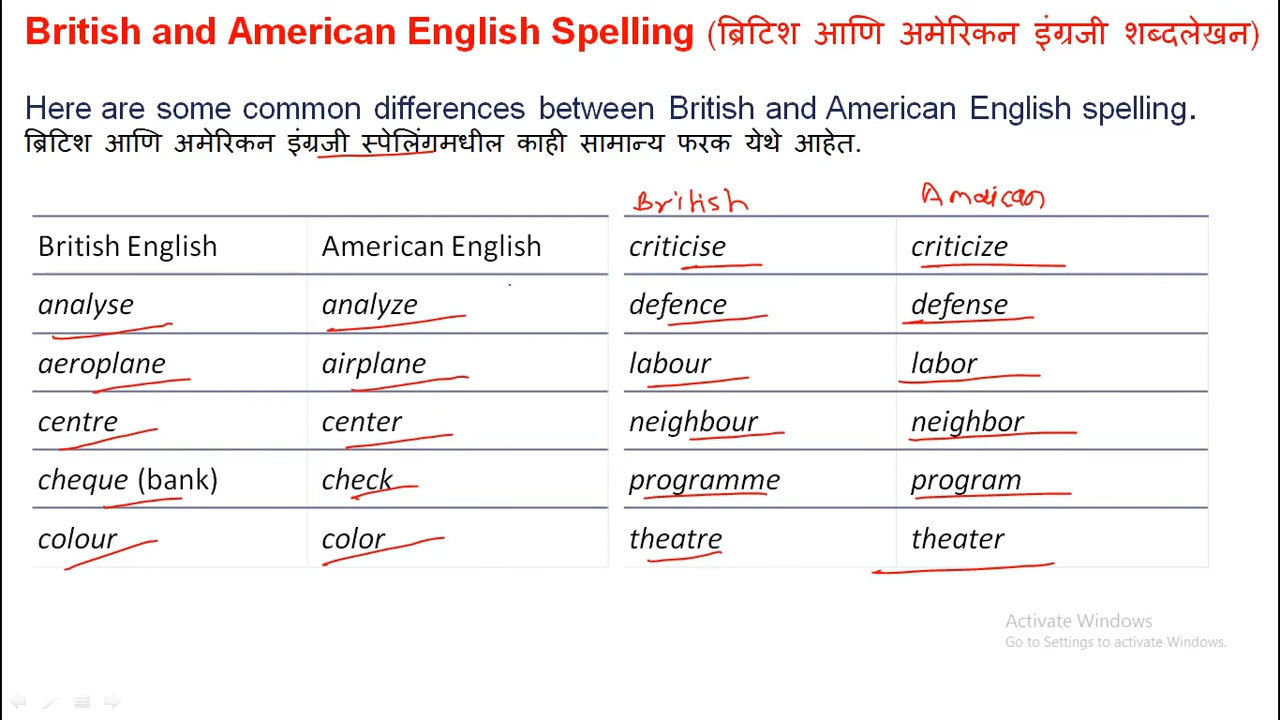 British and American English Spelling (ब्रिटिश आणि अमेरिकन इंग्रजी शब्दलेखन)
Here are some common differences between British and American English spelling.
ब्रिटिश आणि अमेरिकन इंग्रजी स्पेलिंगमधील काही सामान्य फरक येथे आहेत.
British American
British English American English criticise criticize
analyse analyze defence defense
aeroplane airplane labour labor
centre center neighbour neighbor
cheque (bank) check programme program
colour color theatre theater
Activate Windows
Go to Settings to activate Windows.